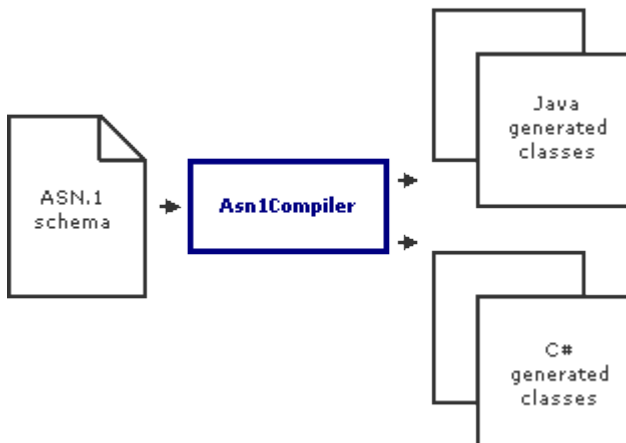 ASN.1
schema
Asn1Compiler
Java
generated
classes
C#
generated
classes